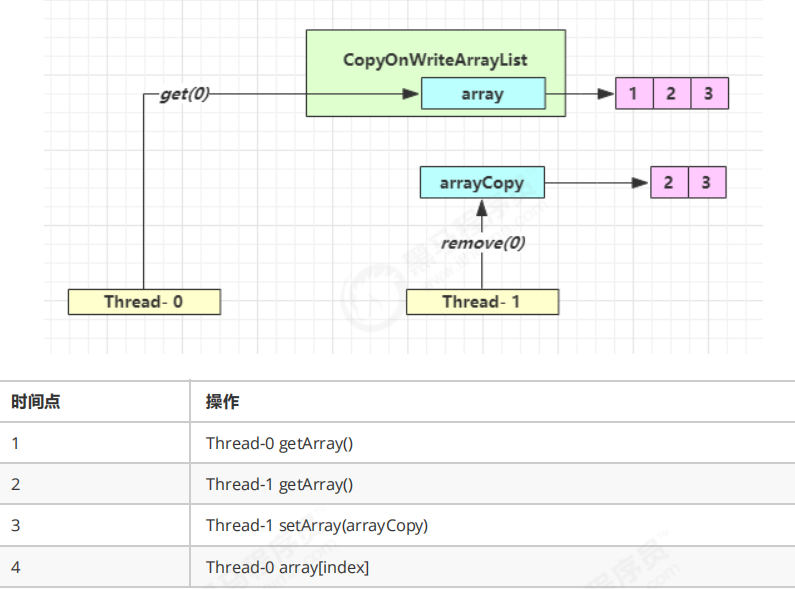 CopyOnWriteArrayList
get(0)
array
1 2 3
arrayCopy
2 3
remove(0)
Thread- 0
Thread- 1
时间点 操作
1 Thread-0 getArray()
2 Thread-1 getArray()
3 Thread-1 setArray(arrayCopy)
4 Thread-0 array[index]